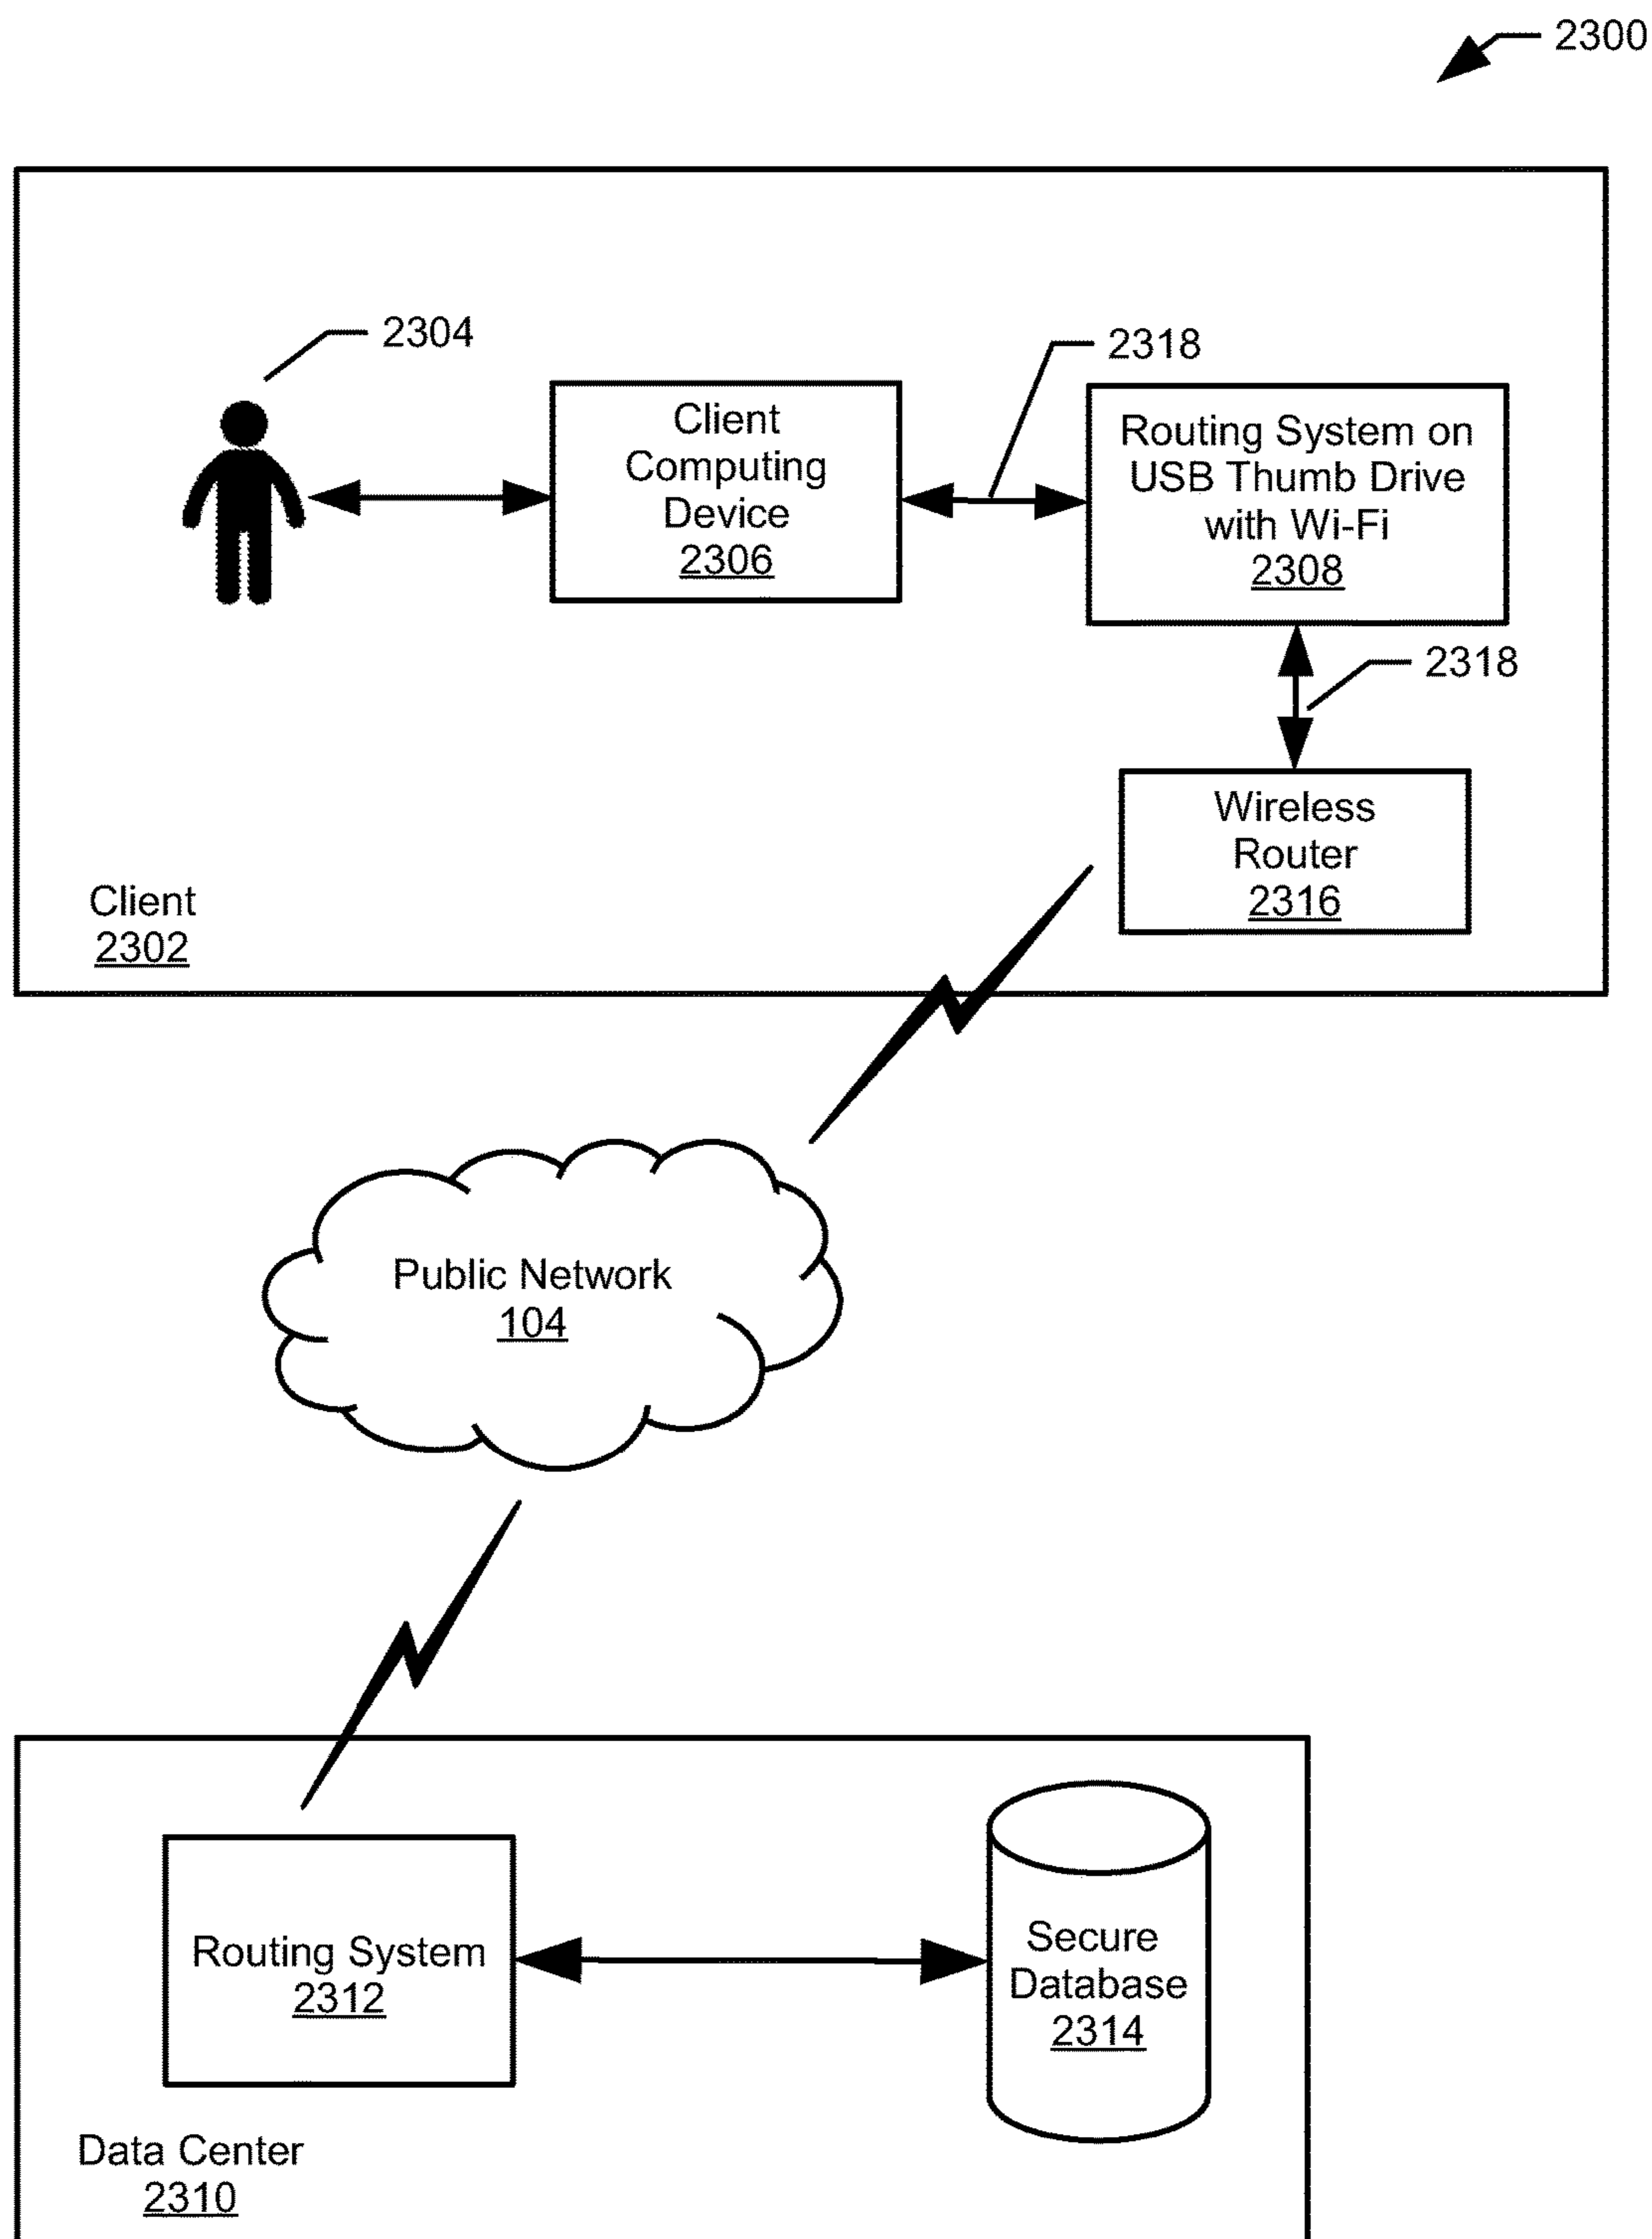 2300
2304
2318
Client
Computing
Device
2306
Routing System on
USB Thumb Drive
with Wi-Fi
2308
2318
Wireless
Router
2316
Client
2302
Public Network
104
Routing System
2312
Secure
Database
2314
Data Center
2310